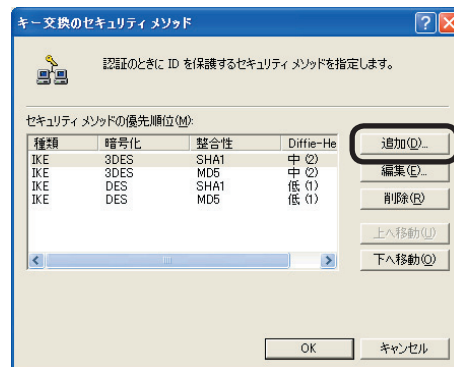 キー交換のセキュリティ メソッド
認証のときに ID を保護するセキュリティ メソッドを指定します。
セキュリティ メソッドの優先順位(M):
種類 暗号化 整合性 Diffie-He
IKE 3DES SHA1 中 (2)
IKE 3DES MD5 中 (2)
IKE DES SHA1 低 (1)
IKE DES MD5 低 (1)
追加(D)...
編集(E)...
削除(R)
上へ移動(U)
下へ移動(O)
OK キャンセル